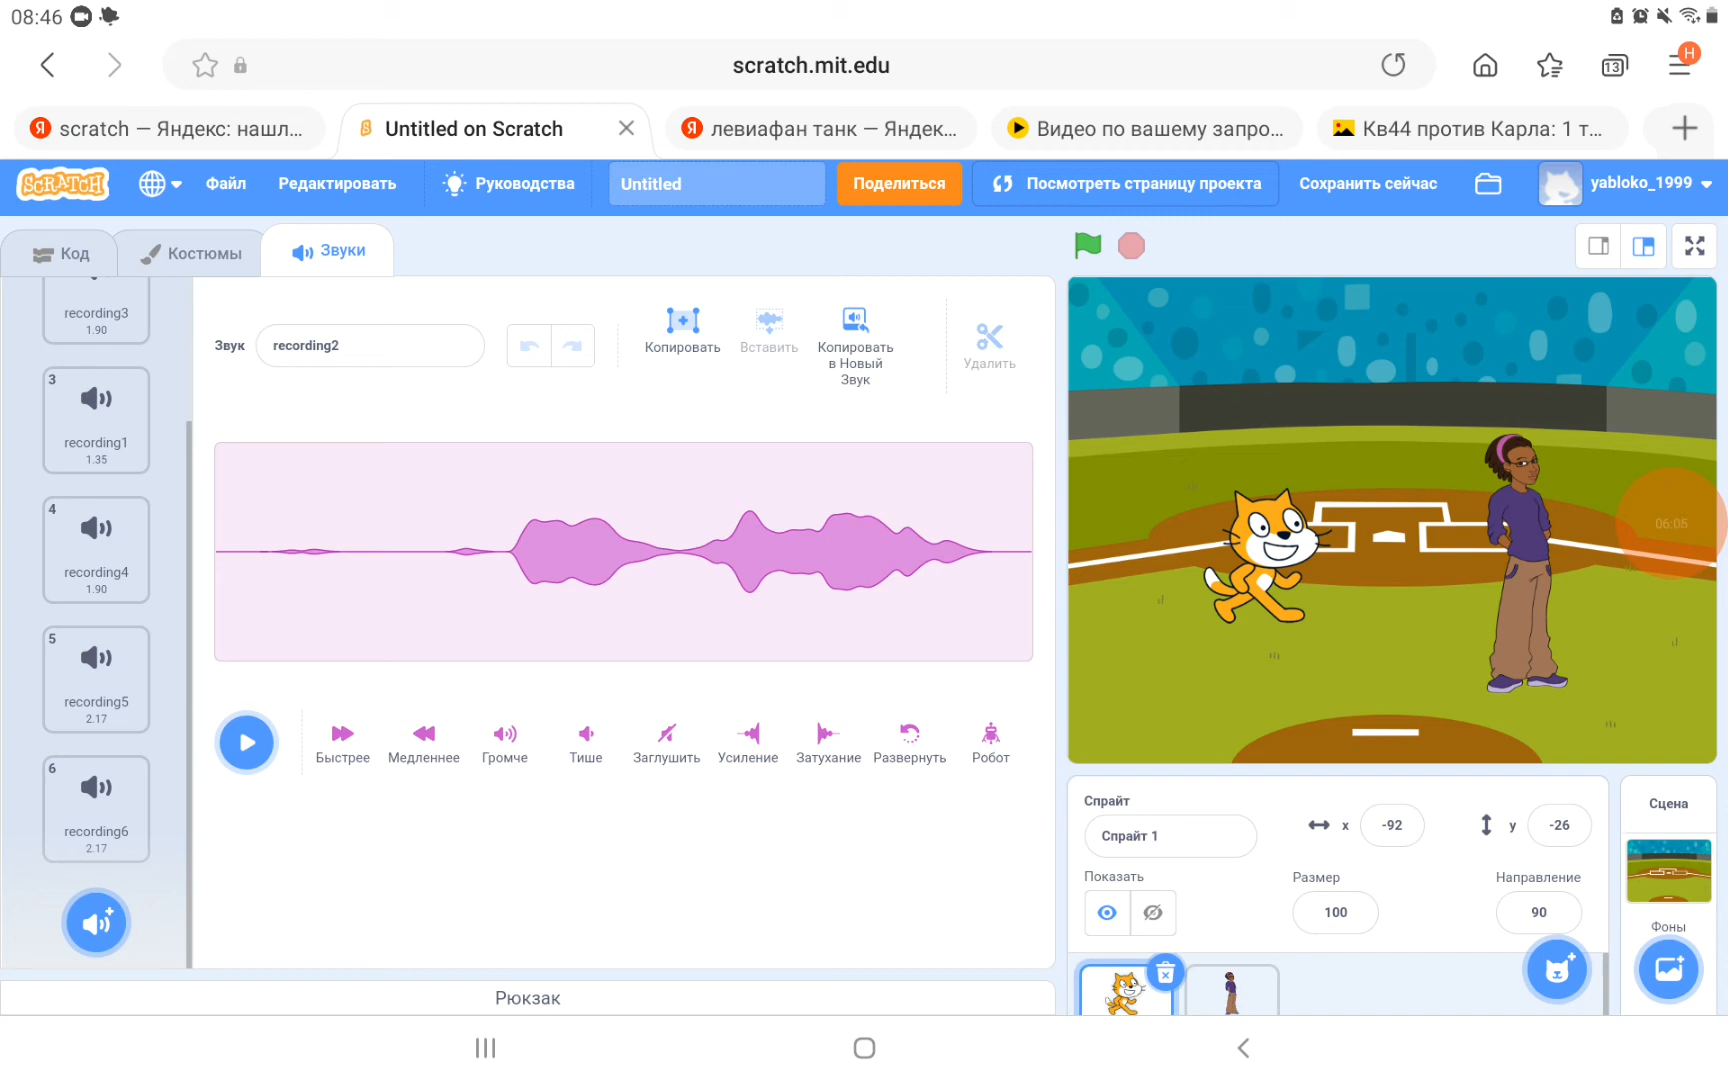 08:46
scratch.mit.edu
13
H
scratch — Яндекс: нашл...
Untitled on Scratch
левиафан танк — Яндек...
Видео по вашему запро...
Кв44 против Карла: 1 т...
SCRATCH
Файл
Редактировать
Руководства
Untitled
Поделиться
Посмотреть страницу проекта
Сохранить сейчас
yabloko_1999
Код
Костюмы
Звуки
recording3
1.90
3
recording1
1.35
4
recording4
1.90
5
recording5
2.17
6
recording6
2.17
Звук
recording2
Копировать
Вставить
Копировать
в Новый
Звук
Удалить
Быстрее
Медленнее
Громче
Тише
Заглушить
Усиление
Затухание
Развернуть
Робот
Рюкзак
06:05
Спрайт
Спрайт 1
x
-92
y
-26
Показать
Размер
100
Направление
90
Сцена
Фоны